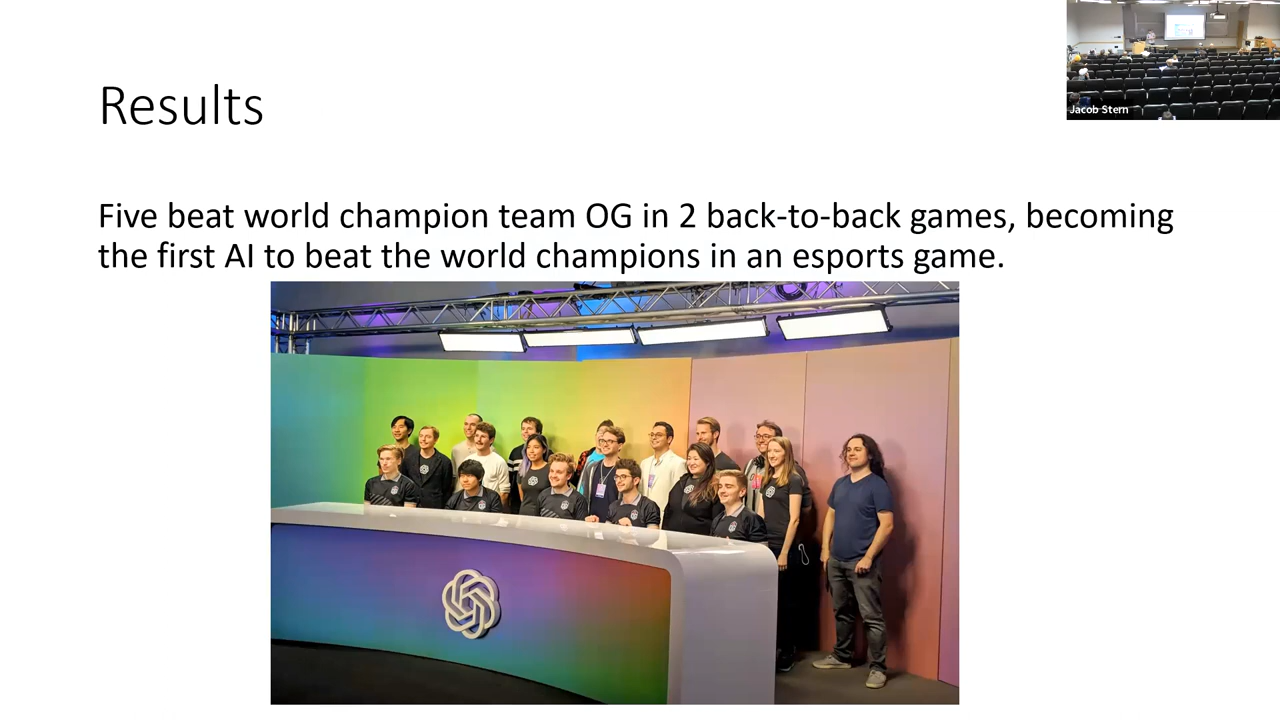 Results
Jacob Stern
Five beat world champion team OG in 2 back-to-back games, becoming
the first AI to beat the world champions in an esports game.